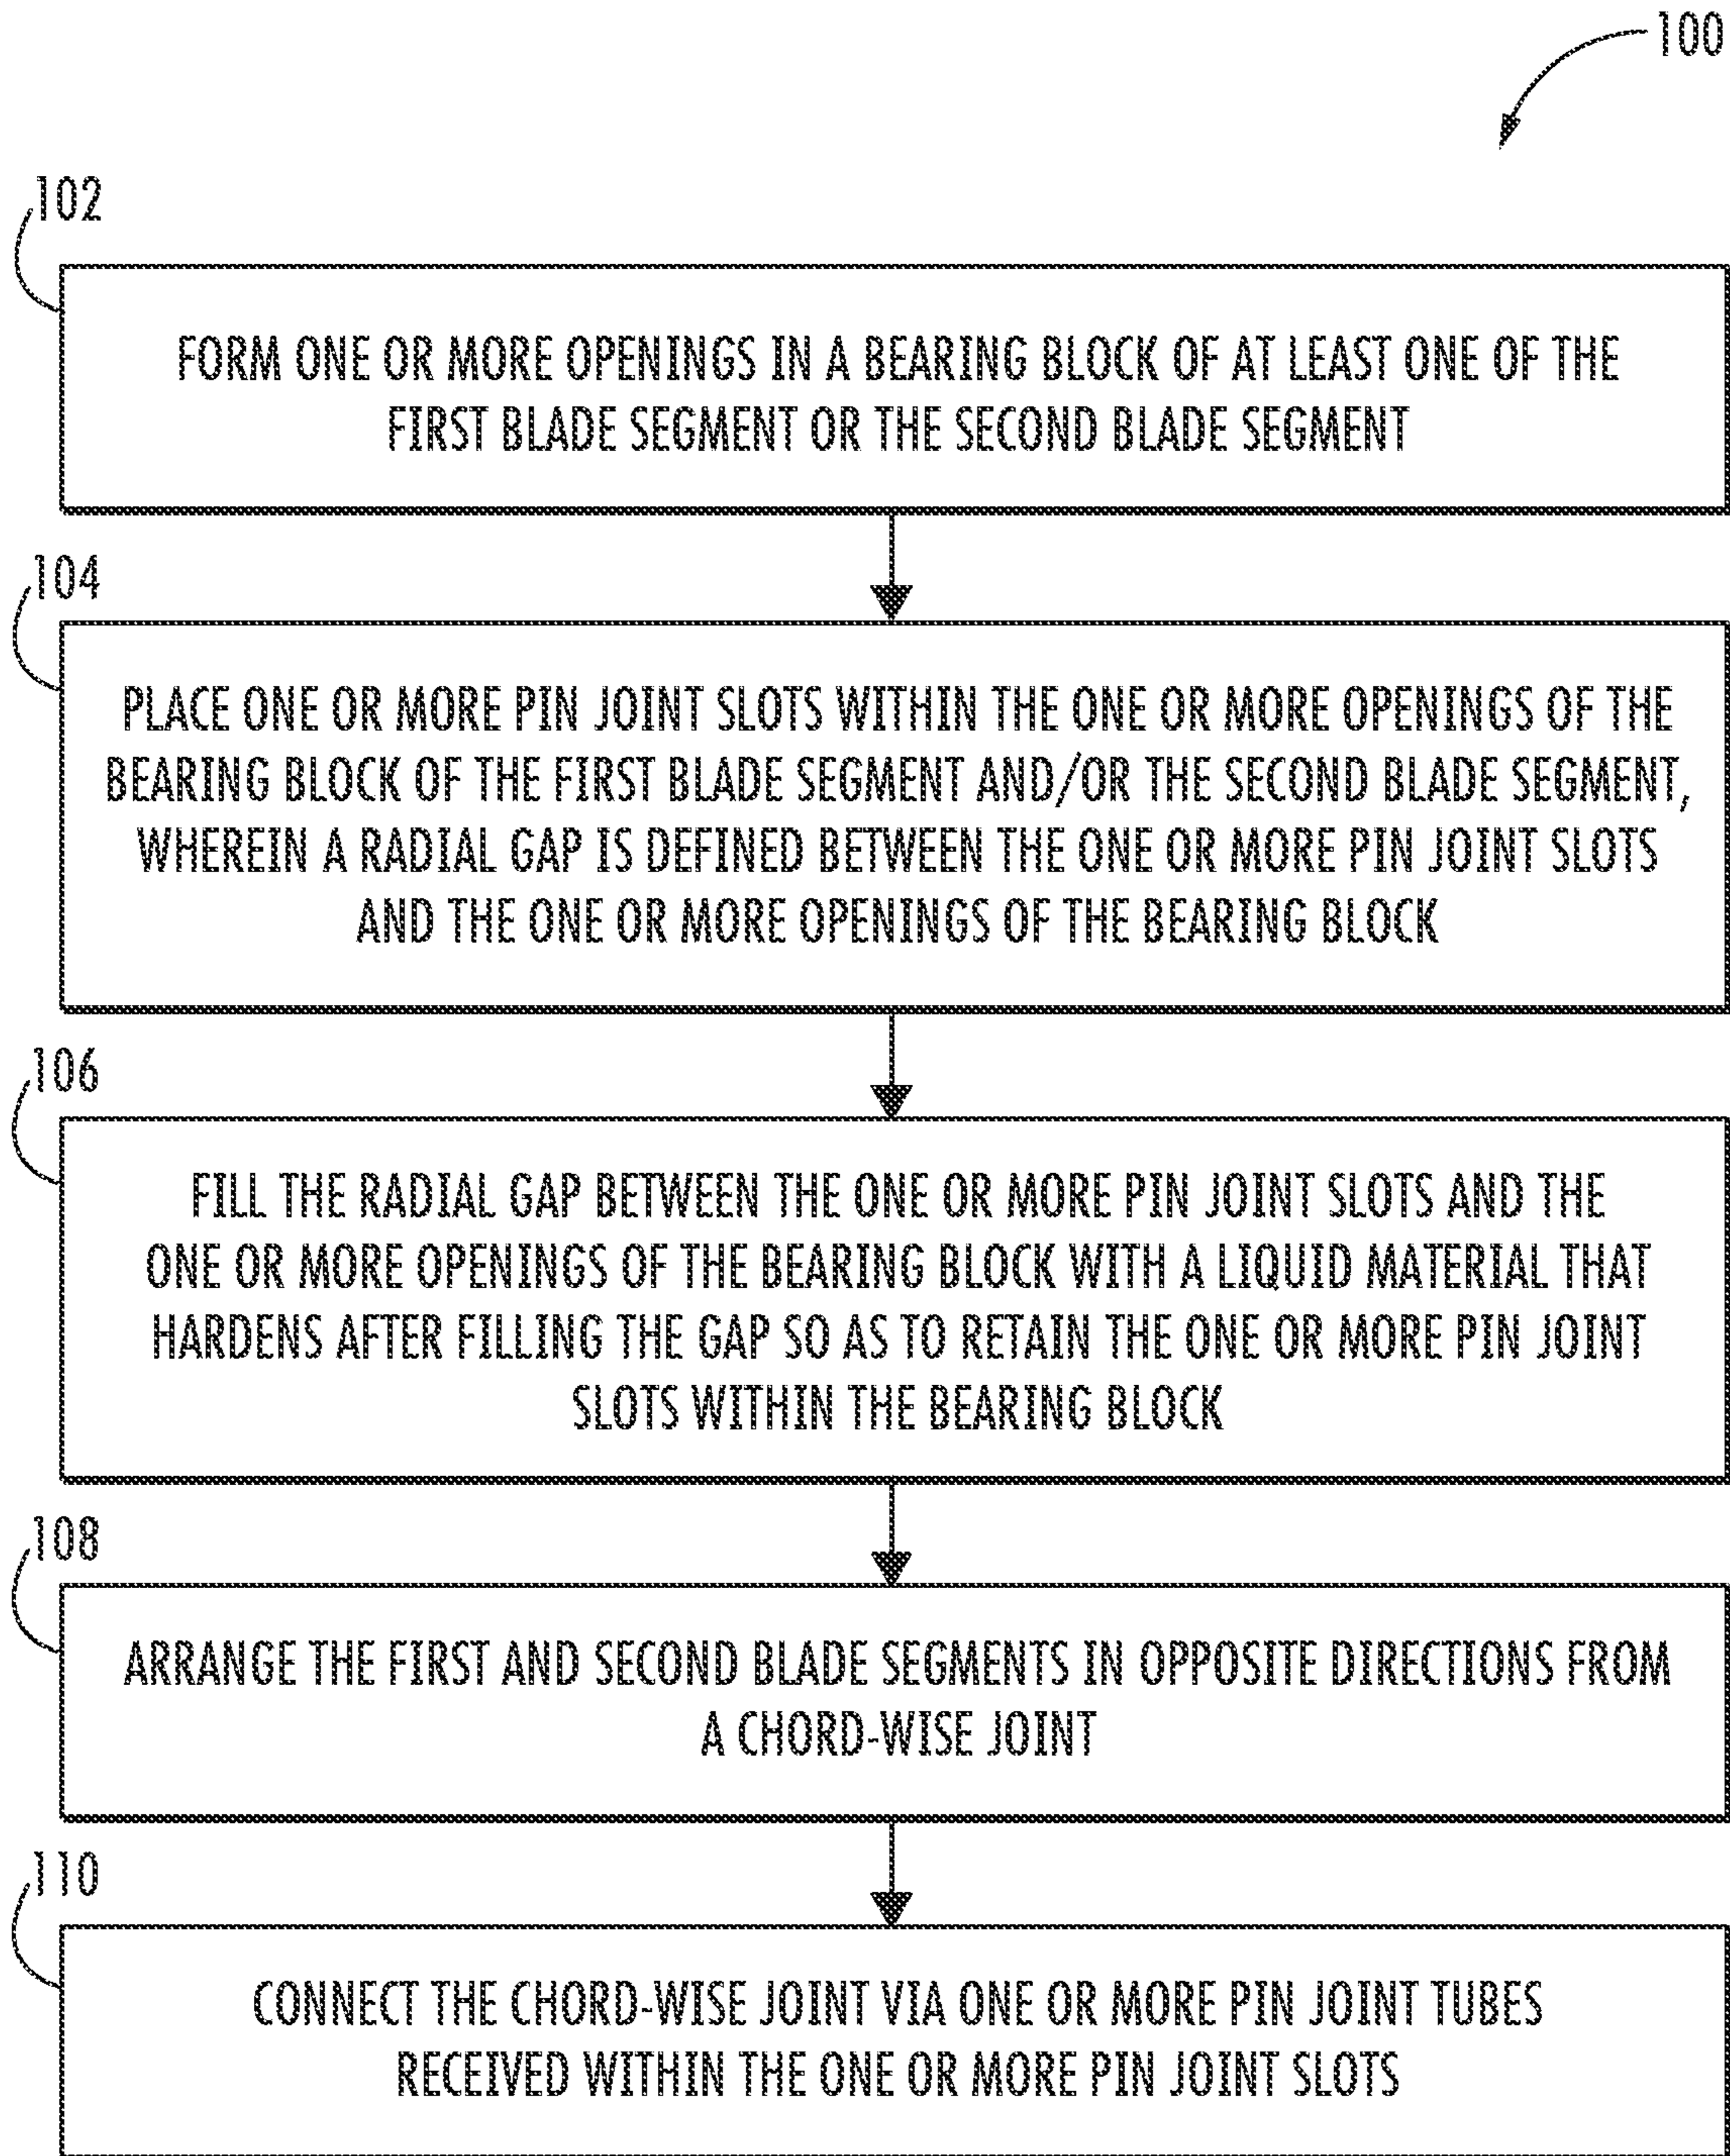 100
102
FORM ONE OR MORE OPENINGS IN A BEARING BLOCK OF AT LEAST ONE OF THE
FIRST BLADE SEGMENT OR THE SECOND BLADE SEGMENT
104
PLACE ONE OR MORE PIN JOINT SLOTS WITHIN THE ONE OR MORE OPENINGS OF THE
BEARING BLOCK OF THE FIRST BLADE SEGMENT AND/OR THE SECOND BLADE SEGMENT,
WHEREIN A RADIAL GAP IS DEFINED BETWEEN THE ONE OR MORE PIN JOINT SLOTS
AND THE ONE OR MORE OPENINGS OF THE BEARING BLOCK
106
FILL THE RADIAL GAP BETWEEN THE ONE OR MORE PIN JOINT SLOTS AND THE
ONE OR MORE OPENINGS OF THE BEARING BLOCK WITH A LIQUID MATERIAL THAT
HARDENS AFTER FILLING THE GAP SO AS TO RETAIN THE ONE OR MORE PIN JOINT
SLOTS WITHIN THE BEARING BLOCK
108
ARRANGE THE FIRST AND SECOND BLADE SEGMENTS IN OPPOSITE DIRECTIONS FROM
A CHORD-WISE JOINT
110
CONNECT THE CHORD-WISE JOINT VIA ONE OR MORE PIN JOINT TUBES
RECEIVED WITHIN THE ONE OR MORE PIN JOINT SLOTS